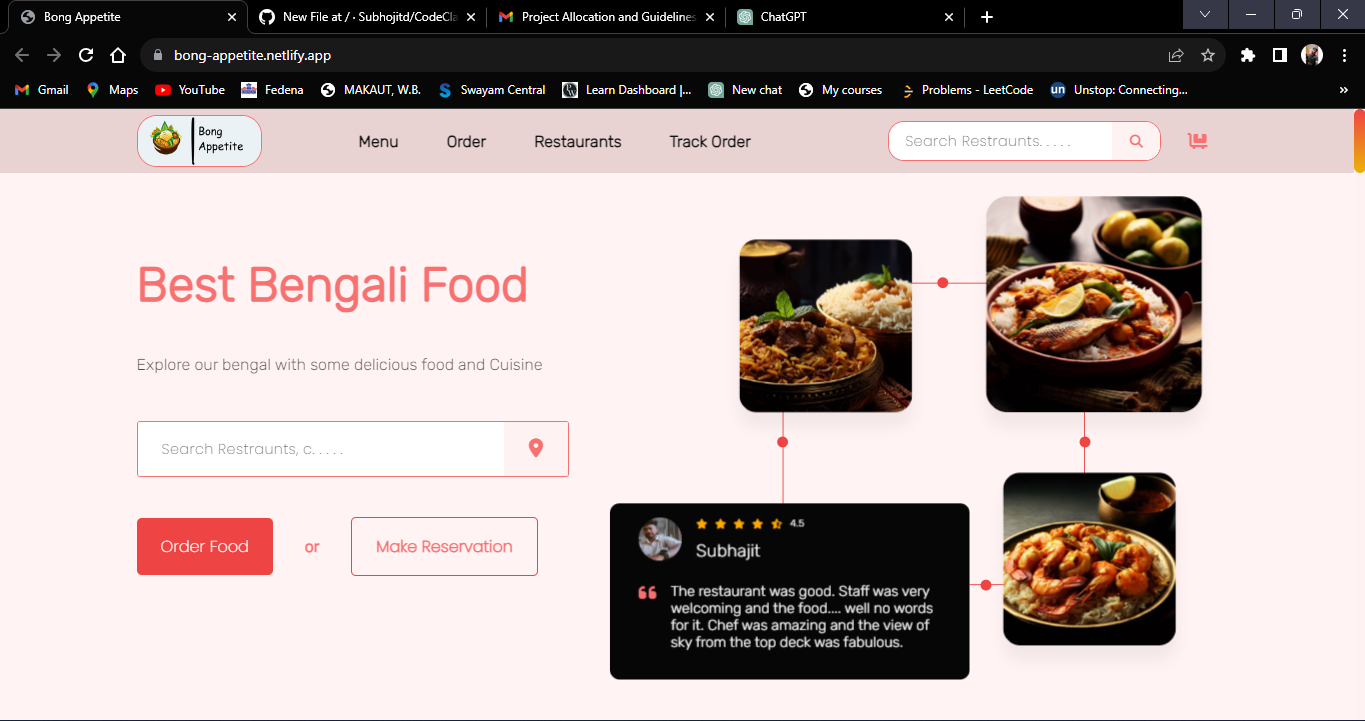 Bong Appetite
New File at / · Subhojitd/CodeCla
Project Allocation and Guidelines
ChatGPT
bong-appetite.netlify.app
Gmail
Maps
YouTube
Fedena
MAKAUT, W.B.
Swayam Central
Learn Dashboard |...
New chat
My courses
Problems - LeetCode
un
Unstop: Connecting...
»
Bong
Appetite
Menu
Order
Restaurants
Track Order
Search Restraunts. . . . .
Best Bengali Food
Explore our bengal with some delicious food and Cuisine
Search Restraunts, c. . . . .
Order Food
or
Make Reservation
4.5
Subhajit
The restaurant was good. Staff was very
welcoming and the food.... well no words
for it. Chef was amazing and the view of
sky from the top deck was fabulous.